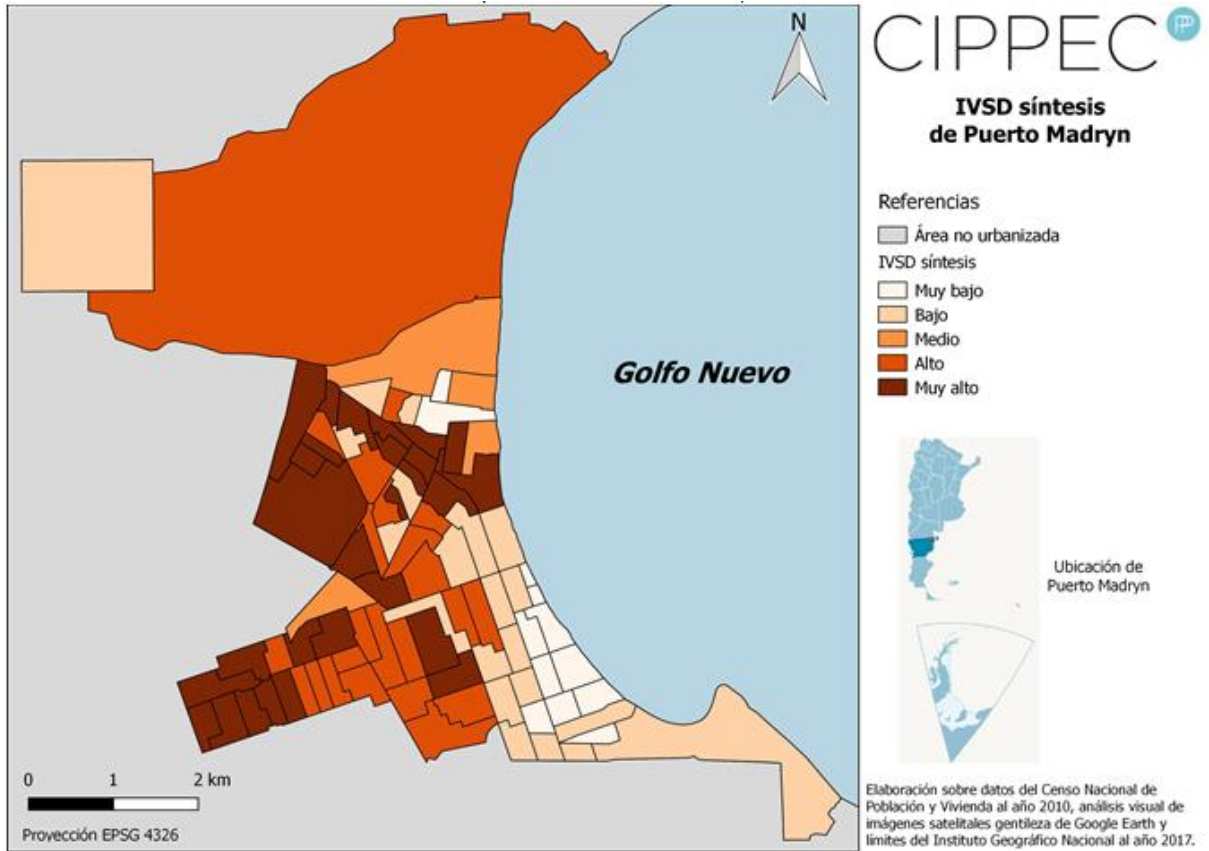 CIPPEC
PP
IVSD síntesis
de Puerto Madryn
N
Referencias
Área no urbanizada
IVSD síntesis
Muy bajo
Bajo
Medio
Alto
Muy alto
Golfo Nuevo
Ubicación de
Puerto Madryn
0 1 2 km
Proyección EPSG 4326
Elaboración sobre datos del Censo Nacional de
Población y Vivienda al año 2010, análisis visual de
imágenes satelitales gentileza de Google Earth y
límites del Instituto Geográfico Nacional al año 2017.